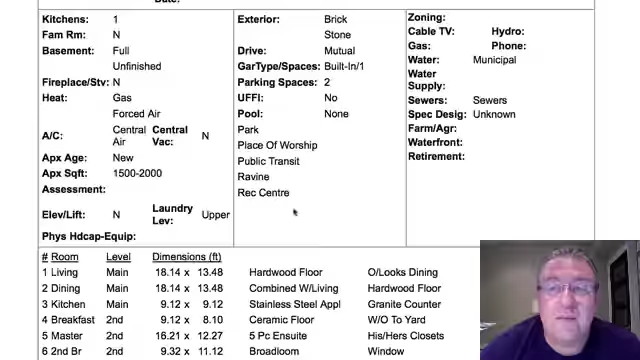 Date:
Kitchens: 1
Fam Rm: N
Basement: Full
Unfinished
Fireplace/Stv: N
Heat: Gas
Forced Air
A/C: Central Air Central Vac: N
Apx Age: New
Apx Sqft: 1500-2000
Assessment:
Elev/Lift: N Laundry Lev: Upper
Phys Hdcap-Equip:
Exterior: Brick
Stone
Drive: Mutual
GarType/Spaces: Built-In/1
Parking Spaces: 2
UFFI: No
Pool: None
Park
Place Of Worship
Public Transit
Ravine
Rec Centre
Zoning:
Cable TV: Hydro:
Gas: Phone:
Water: Municipal
Water
Supply:
Sewers: Sewers
Spec Desig: Unknown
Farm/Agr:
Waterfront:
Retirement:
# Room Level Dimensions (ft)
1 Living Main 18.14 x 13.48 Hardwood Floor O/Looks Dining
2 Dining Main 18.14 x 13.48 Combined W/Living Hardwood Floor
3 Kitchen Main 9.12 x 9.12 Stainless Steel Appl Granite Counter
4 Breakfast 2nd 9.12 x 8.10 Ceramic Floor W/O To Yard
5 Master 2nd 16.21 x 12.27 5 Pc Ensuite His/Hers Closets
6 2nd Br 2nd 9.32 x 11.12 Broadloom Window